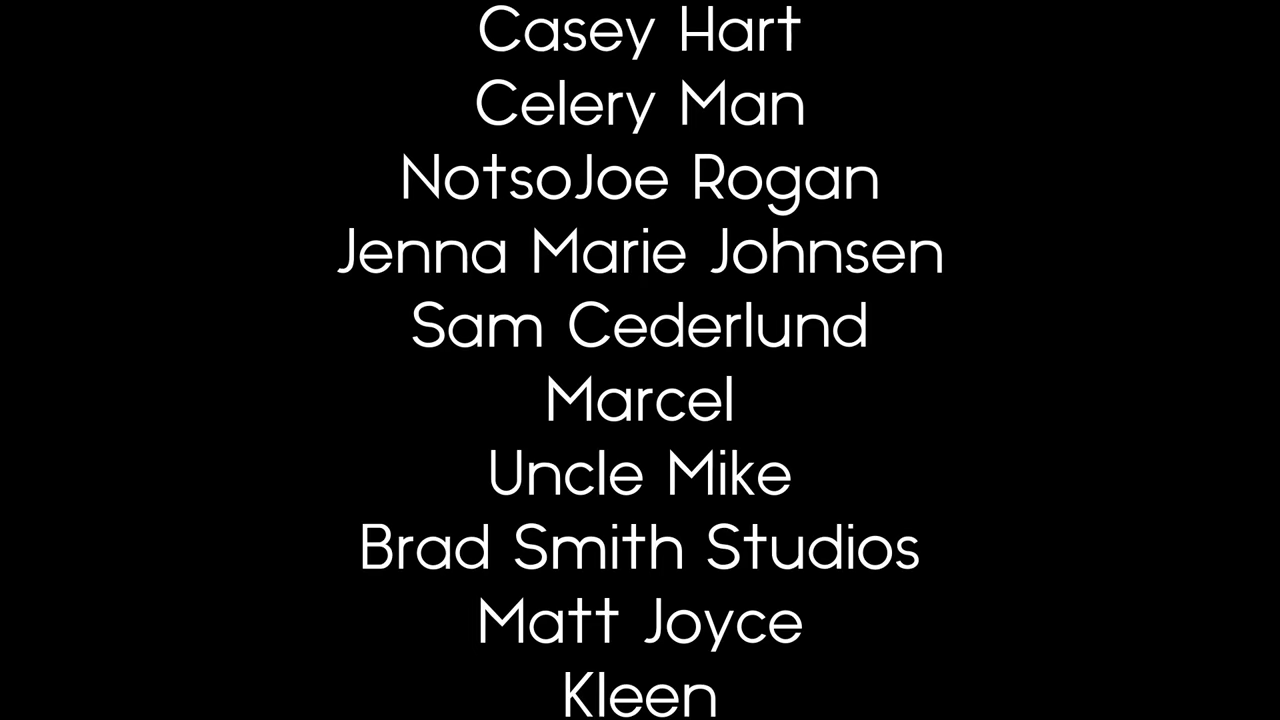 Casey Hart
Celery Man
NotsoJoe Rogan
Jenna Marie Johnsen
Sam Cederlund
Marcel
Uncle Mike
Brad Smith Studios
Matt Joyce
Kleen